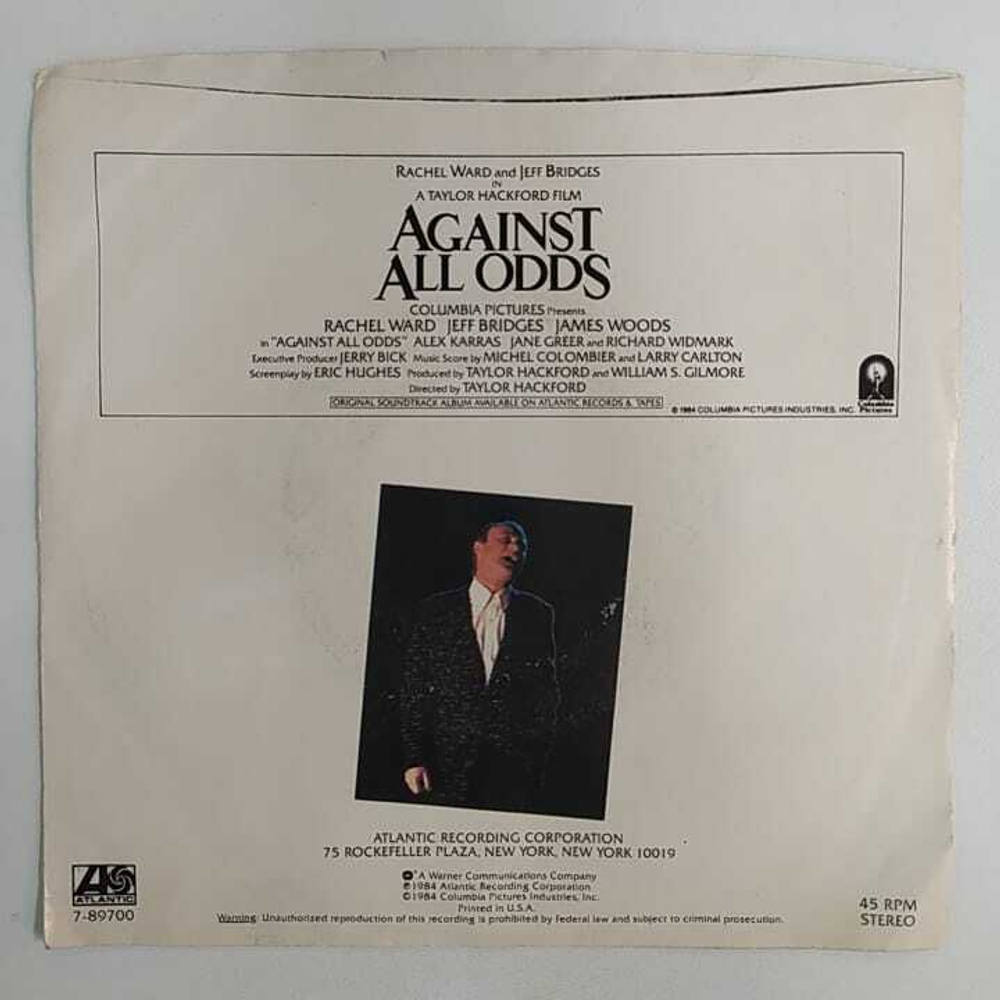 RACHEL WARD and JEFF BRIDGES
IN
A TAYLOR HACKFORD FILM
AGAINST
ALL ODDS
COLUMBIA PICTURES Presents
RACHEL WARD JEFF BRIDGES JAMES WOODS
in "AGAINST ALL ODDS" ALEX KARRAS JANE GREER and RICHARD WIDMARK
Executive Producer JERRY BICK Music Score by MICHEL COLOMBIER and LARRY CARLTON
Screenplay by ERIC HUGHES Produced by TAYLOR HACKFORD and WILLIAM S. GILMORE
Directed by TAYLOR HACKFORD
ORIGINAL SOUNDTRACK ALBUM AVAILABLE ON ATLANTIC RECORDS & TAPES
© 1984 COLUMBIA PICTURES INDUSTRIES, INC.
Columbia
Pictures
ATLANTIC RECORDING CORPORATION
75 ROCKEFELLER PLAZA, NEW YORK, NEW YORK 10019
A Warner Communications Company
℗ 1984 Atlantic Recording Corporation
© 1984 Columbia Pictures Industries, Inc.
Printed in U.S.A.
Warning: Unauthorized reproduction of this recording is prohibited by Federal law and subject to criminal prosecution.
ATLANTIC
7-89700
45 RPM
STEREO